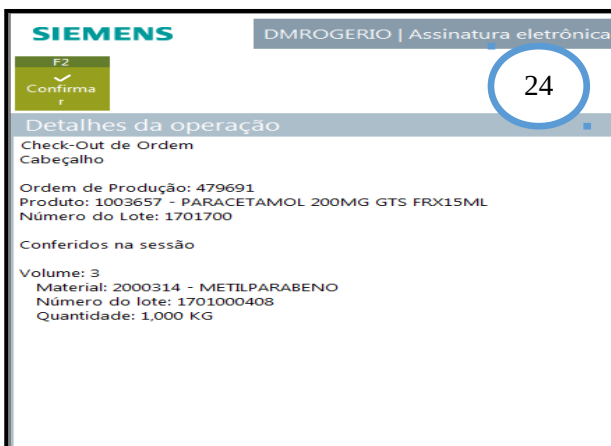 SIEMENS
DMROGERIO | Assinatura eletrônica
F2
Confirma
r
24
Detalhes da operação
Check-Out de Ordem
Cabeçalho
Ordem de Produção: 479691
Produto: 1003657 - PARACETAMOL 200MG GTS FRX15ML
Número do Lote: 1701700
Conferidos na sessão
Volume: 3
Material: 2000314 - METILPARABENO
Número do lote: 1701000408
Quantidade: 1,000 KG